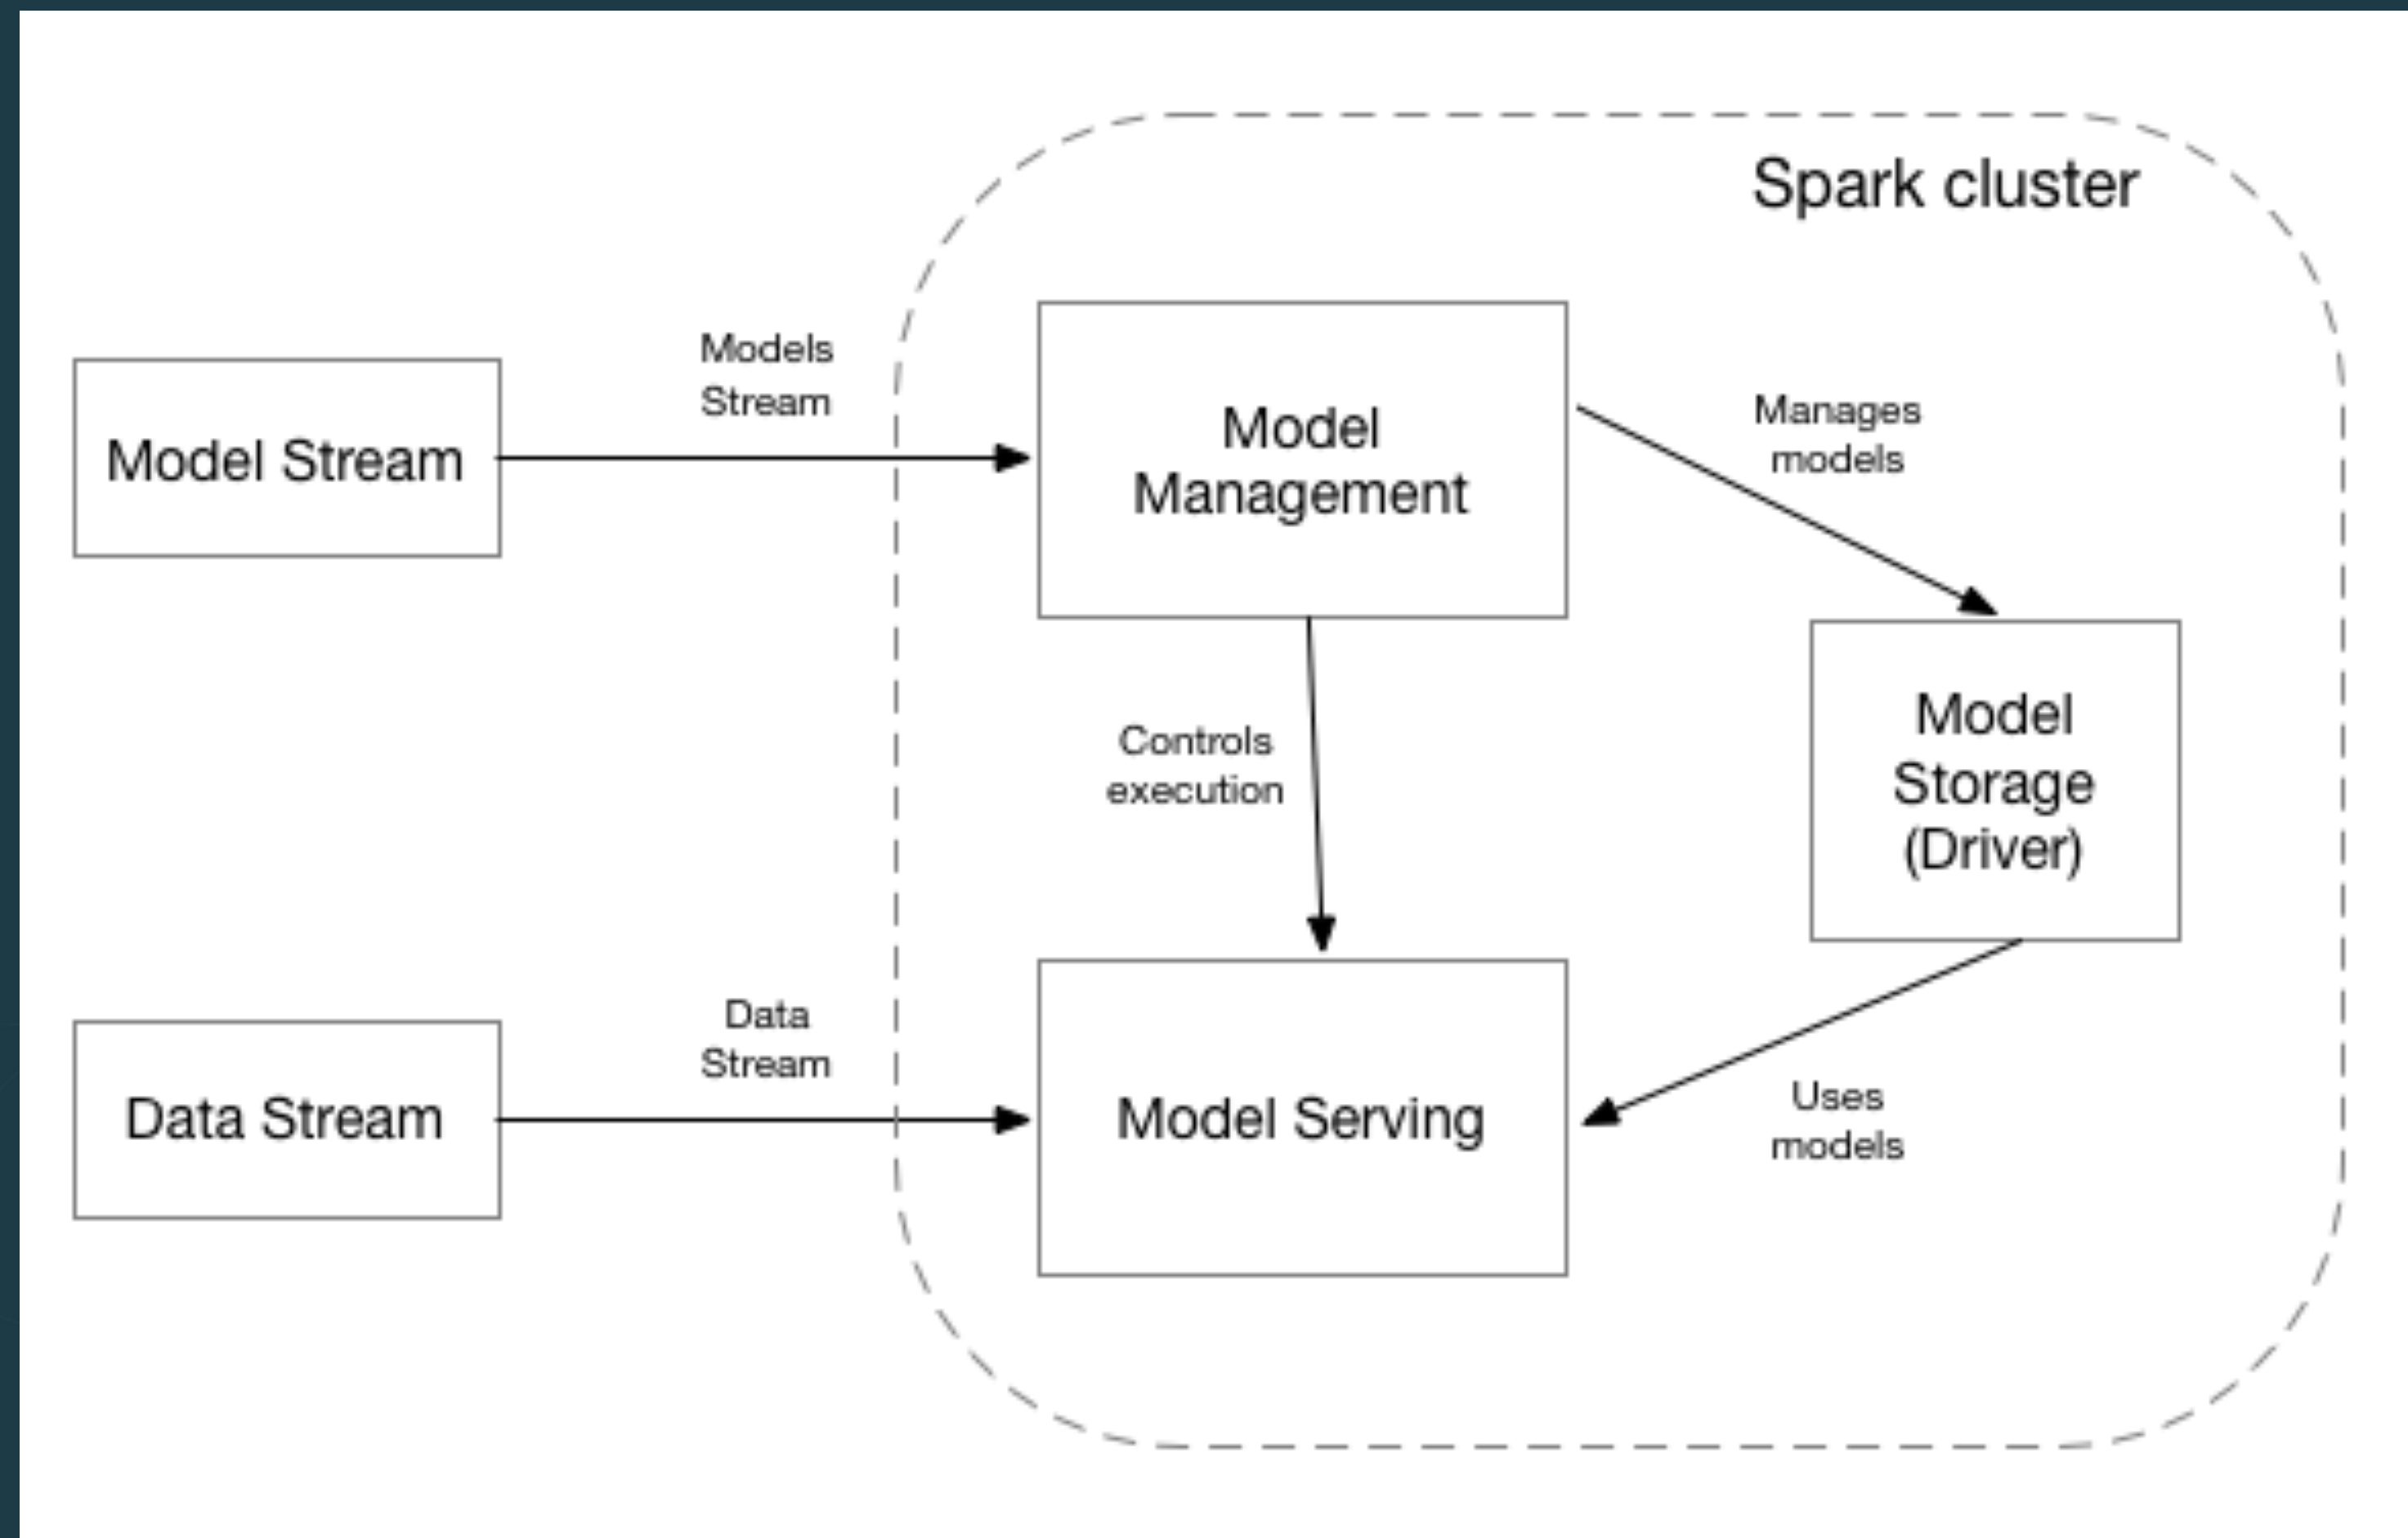 Spark cluster
Models
Stream
Model Stream
Model
Management
Manages
models
Controls
execution
Model
Storage
(Driver)
Data
Stream
Data Stream
Model Serving
Uses
models